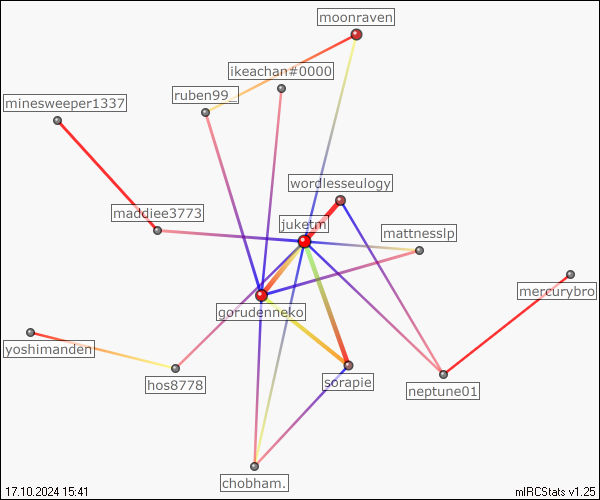 moonraven
ikeachan#0000
ruben99_
minesweeper1337
wordlesseulogy
maddiee3773
juketm
mattnesslp
mercurybro
gorudenneko
yoshimanden
hos8778
sorapie
neptune01
chobham.
17.10.2024 15:41
mIRCStats v1.25